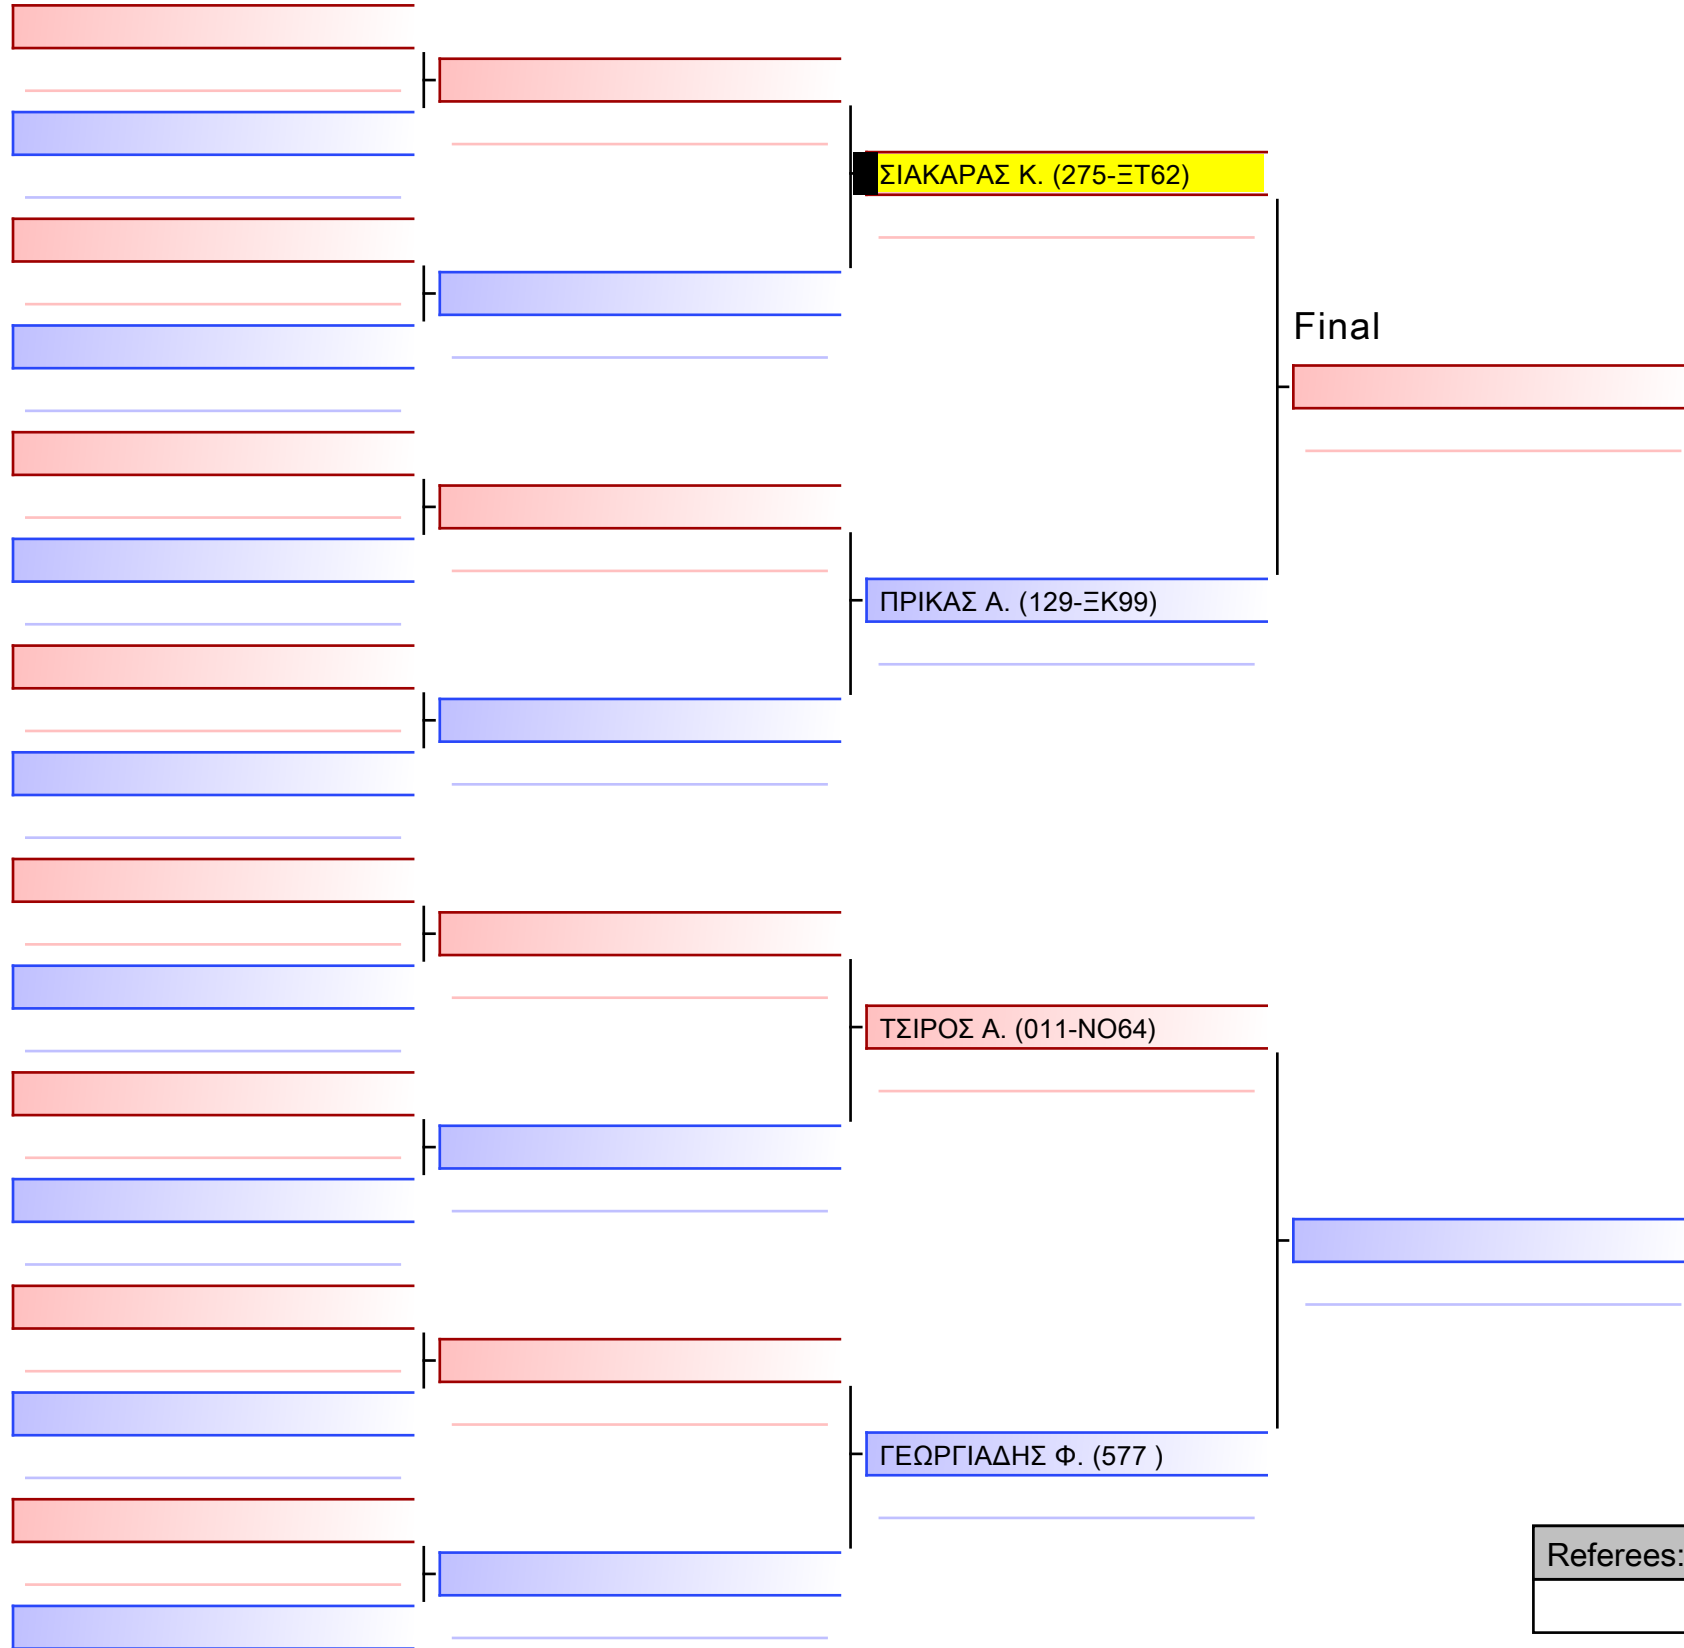 ΣΙΑΚΑΡΑΣ Κ. (275-ΞΤ62)
Final
ΠΡΙΚΑΣ Α. (129-ΞΚ99)
ΤΣΙΡΟΣ Α. (011-ΝΟ64)
ΓΕΩΡΓΙΑΔΗΣ Φ. (577 )
Referees: